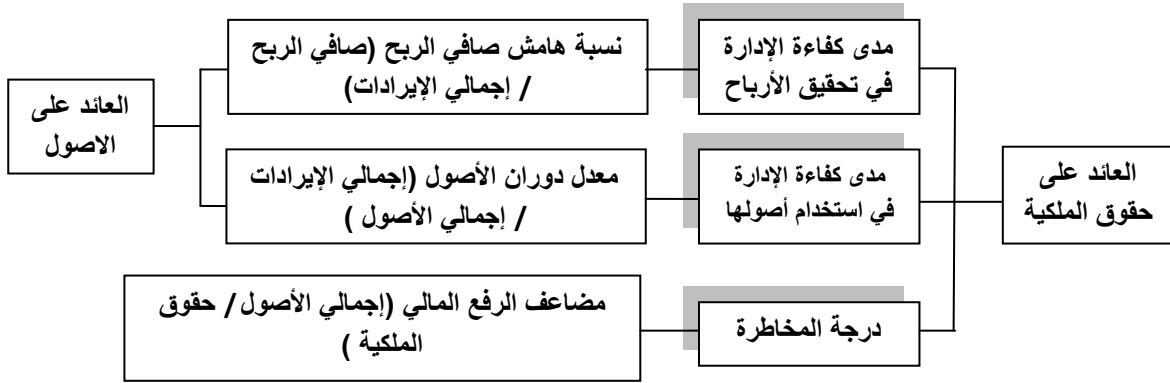 مدى كفاءة الإدارة
في تحقيق الأرباح
نسبة هامش صافي الربح (صافي الربح
/ إجمالي الإيرادات)
العائد على
الاصول
العائد على
حقوق الملكية
مدى كفاءة الإدارة
في استخدام أصولها
معدل دوران الأصول (إجمالي الإيرادات
/ إجمالي الأصول )
درجة المخاطرة
مضاعف الرفع المالي (إجمالي الأصول/ حقوق
الملكية )